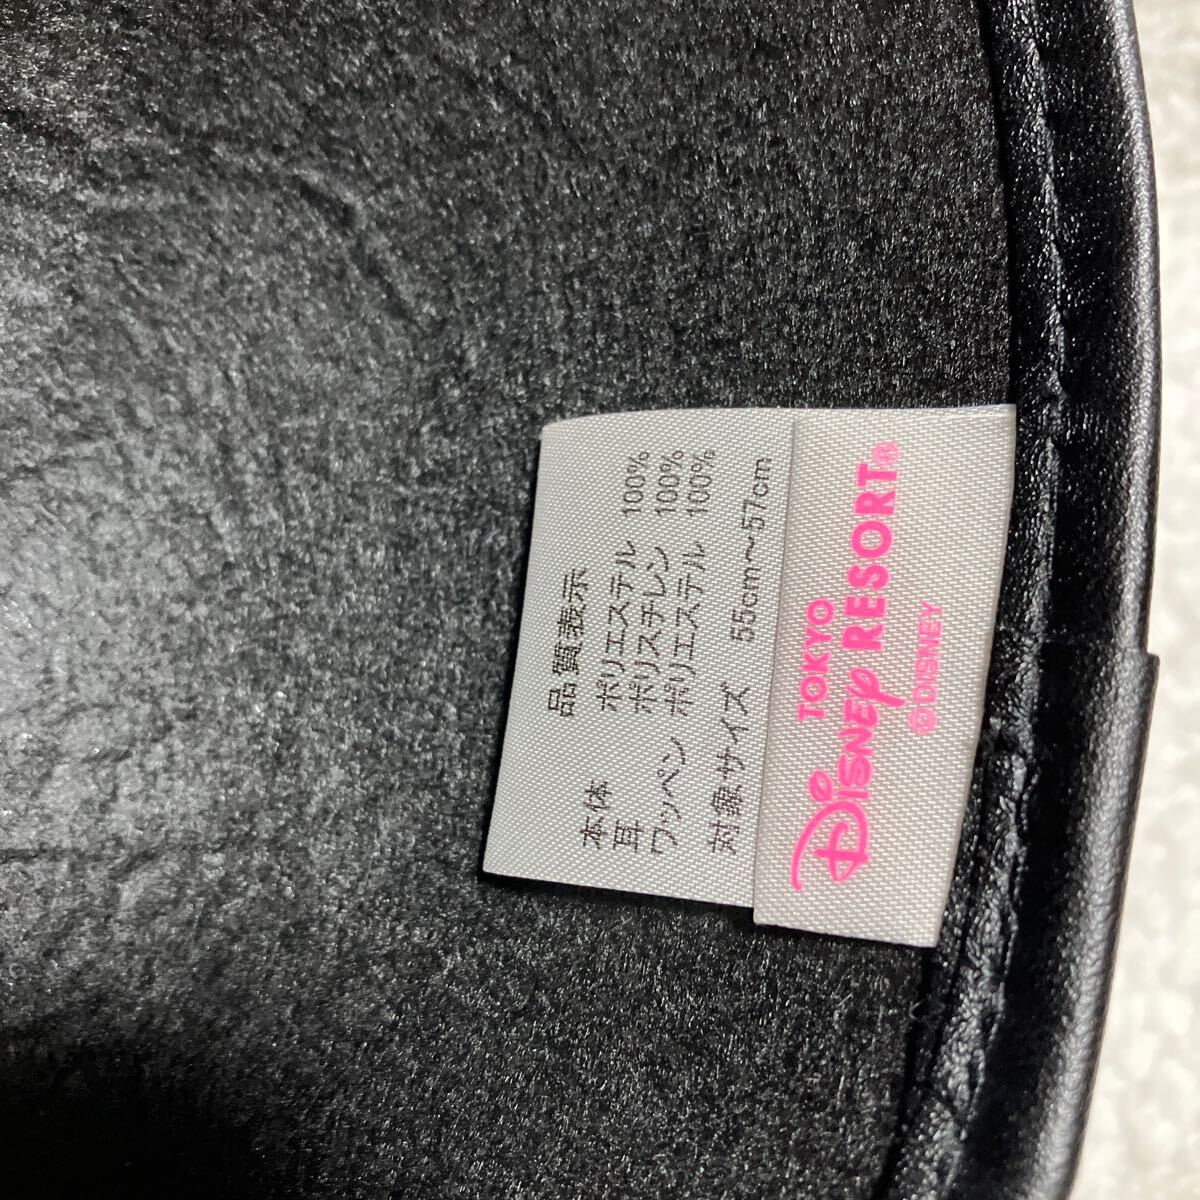 品質表示
本体 ポリエステル 100%
耳 ポリスチレン 100%
ワッペン ポリエステル 100%
対象サイズ 55cm～57cm
TOKYO
DISNEY RESORT®
©DISNEY